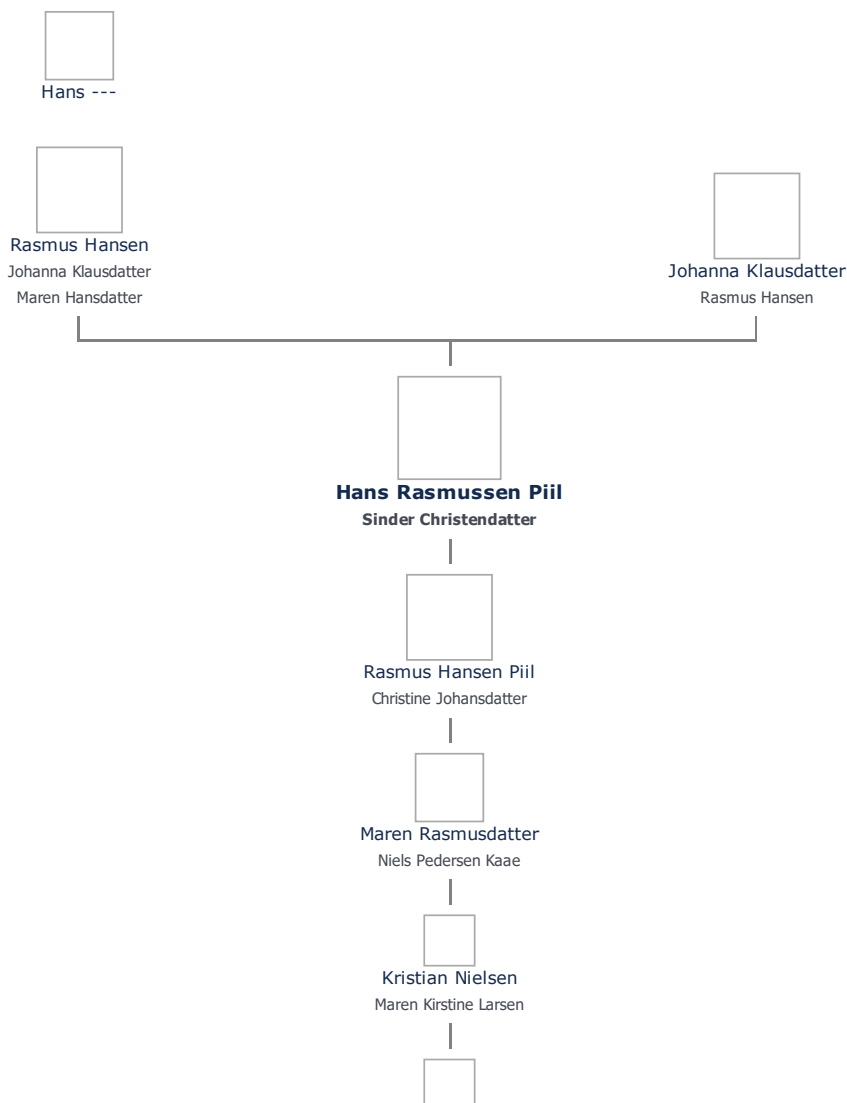 Hans ---
Rasmus Hansen
Johanna Klausdatter
Maren Hansdatter
Johanna Klausdatter
Rasmus Hansen
Hans Rasmussen Piil
Sinder Christendatter
Rasmus Hansen Piil
Christine Johansdatter
Maren Rasmusdatter
Niels Pedersen Kaae
Kristian Nielsen
Maren Kirstine Larsen